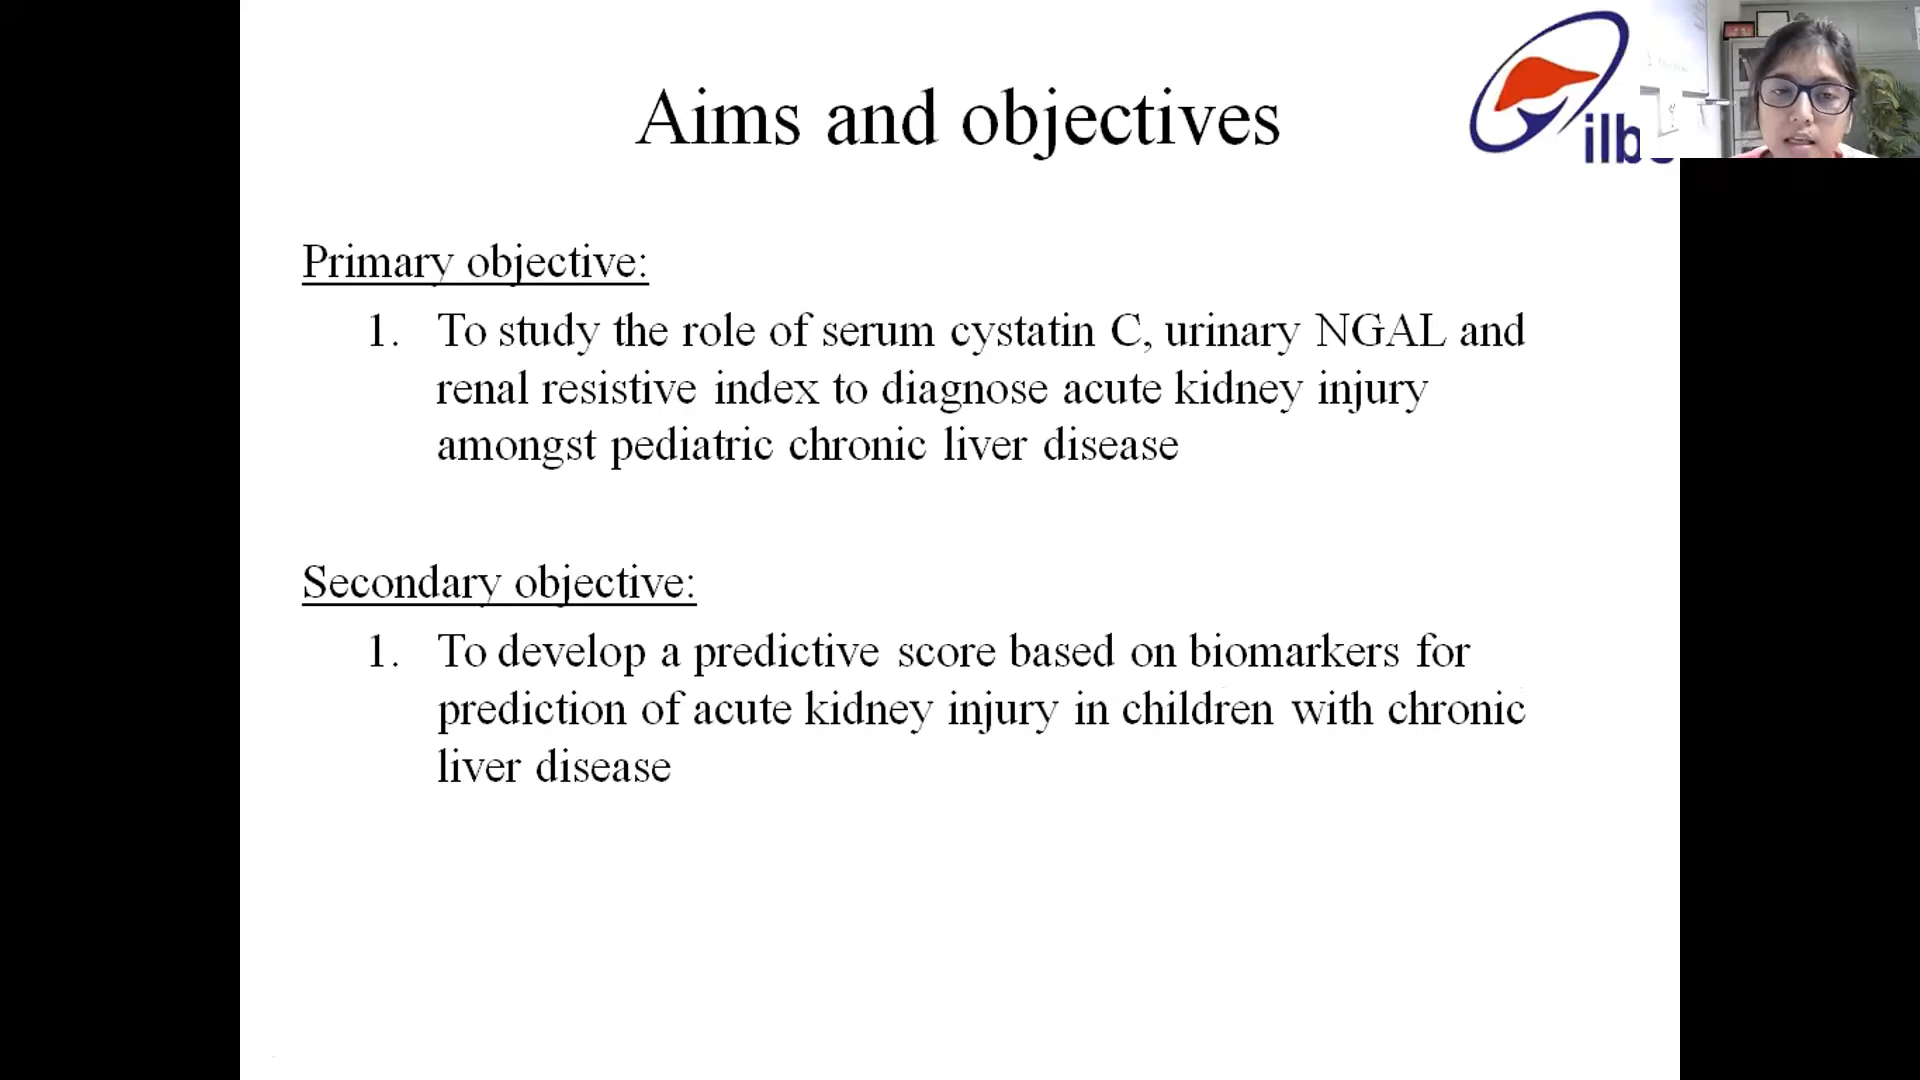 Aims and objectives
ilb
Primary objective:
1. To study the role of serum cystatin C, urinary NGAL and
renal resistive index to diagnose acute kidney injury
amongst pediatric chronic liver disease
Secondary objective:
1. To develop a predictive score based on biomarkers for
prediction of acute kidney injury in children with chronic
liver disease